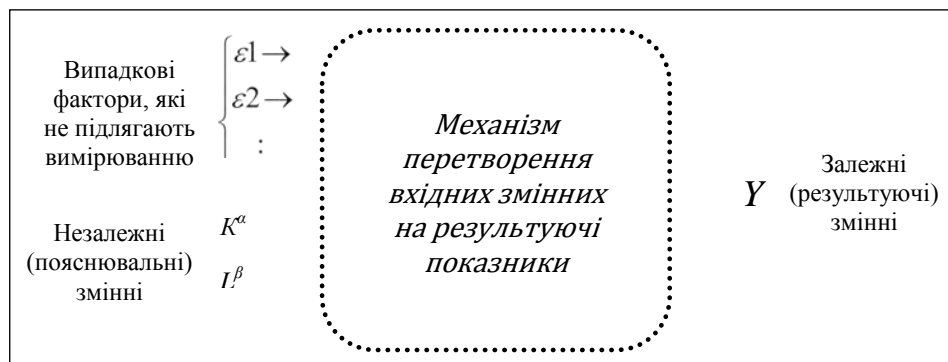 Випадкові
фактори, які
не підлягають
вимірюванню
ε1→
ε2→
:
Механізм
перетворення
вхідних змінних
на результуючі
показники
Y
Залежні
(результуючі)
змінні
Незалежні
(пояснювальні)
змінні
K^α
L^β